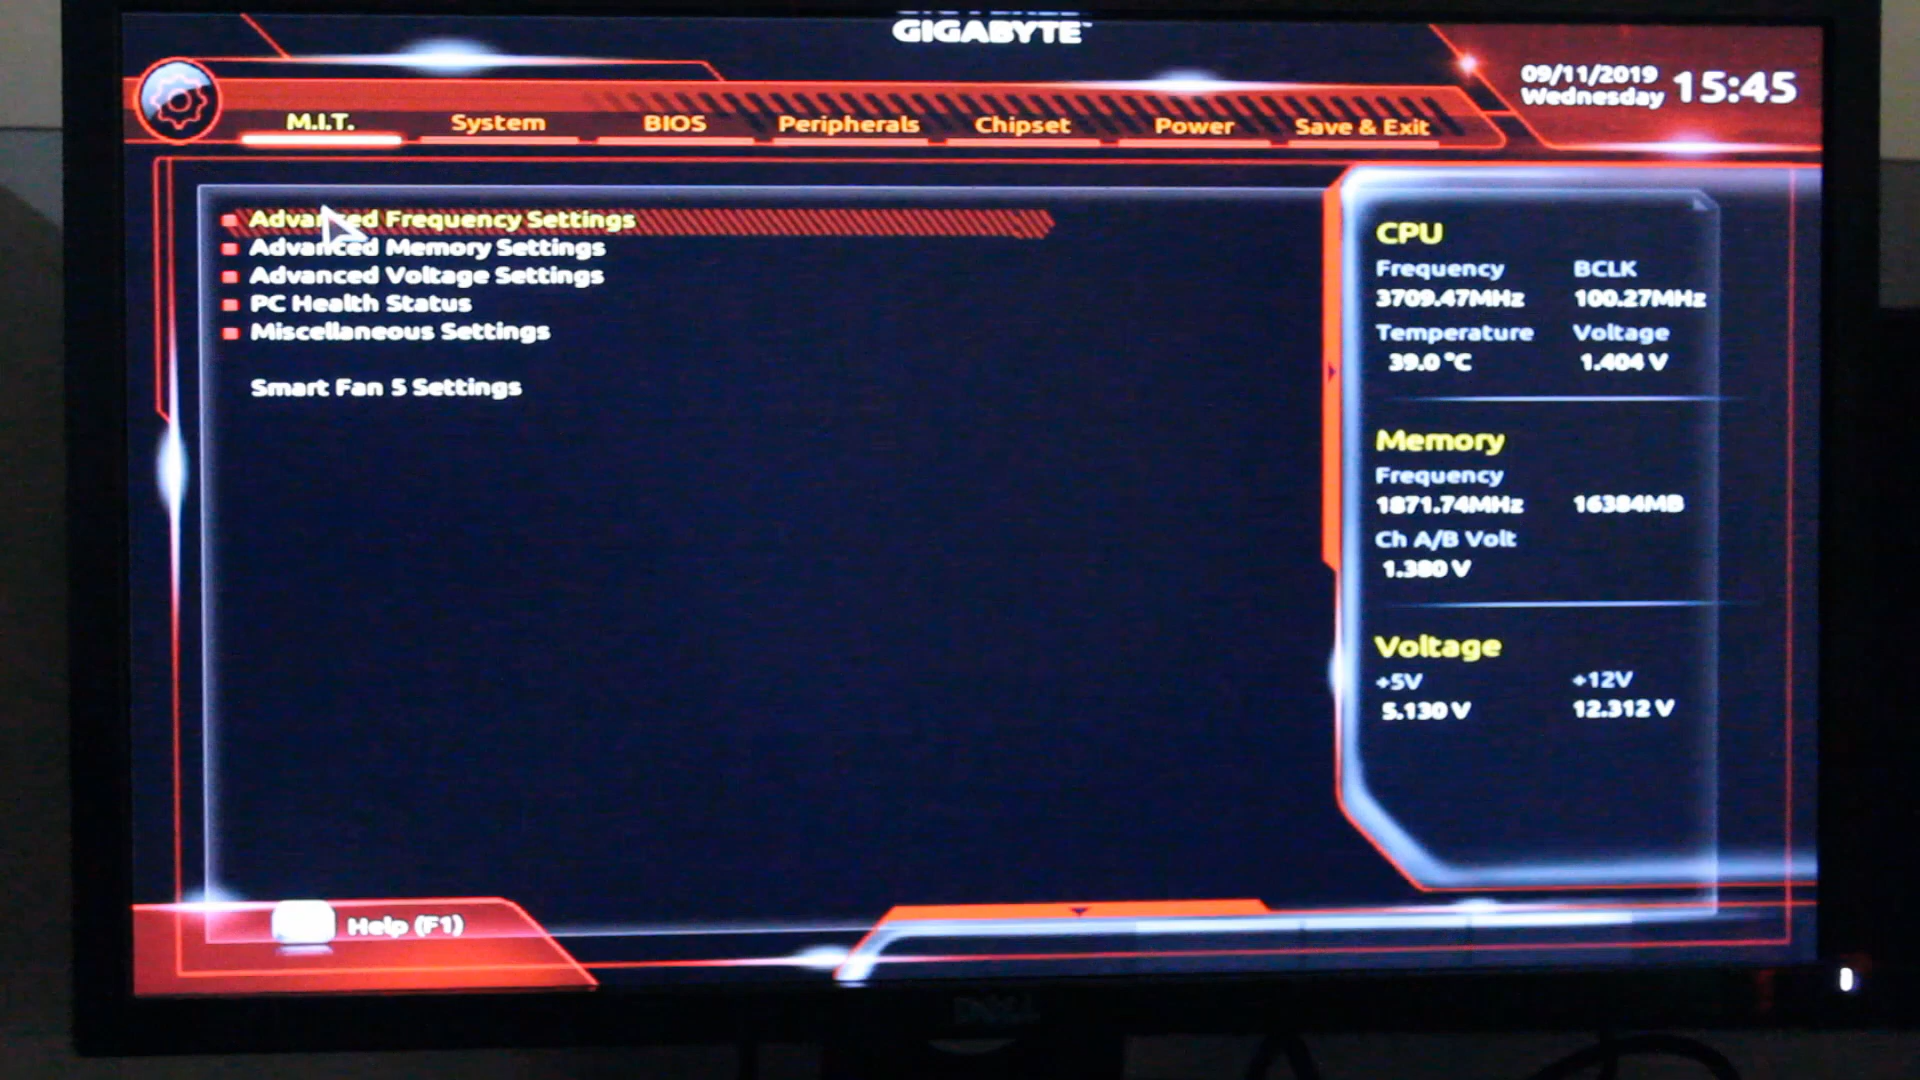 GIGABYTE™
09/11/2019
Wednesday
15:45
M.I.T. System BIOS Peripherals Chipset Power Save & Exit
Advanced Frequency Settings
Advanced Memory Settings
Advanced Voltage Settings
PC Health Status
Miscellaneous Settings
Smart Fan 5 Settings
CPU
Frequency BCLK
3709.47MHz 100.27MHz
Temperature Voltage
39.0 °C 1.404 V
Memory
Frequency
1871.74MHz 16384MB
Ch A/B Volt
1.380 V
Voltage
+5V +12V
5.130 V 12.312 V
Help (F1)
DELL